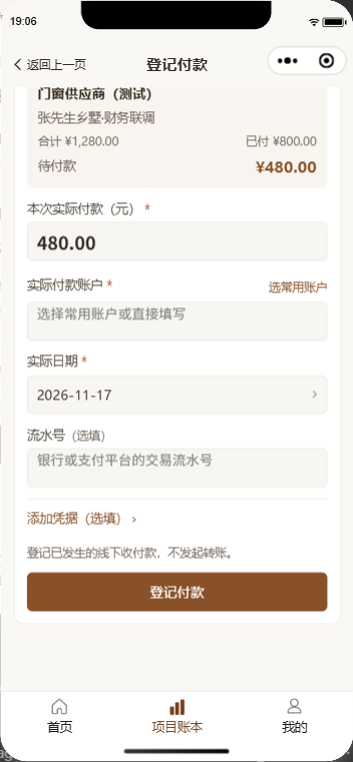 19:06
返回上一页
登记付款
门窗供应商（测试）
张先生乡墅·财务联调
合计 ¥1,280.00 已付 ¥800.00
待付款 ¥480.00
本次实际付款（元） *
480.00
实际付款账户 * 选常用账户
选择常用账户或直接填写
实际日期 *
2026-11-17
流水号（选填）
银行或支付平台的交易流水号
添加凭据（选填） ›
登记已发生的线下收付款，不发起转账。
登记付款
首页 项目账本 我的